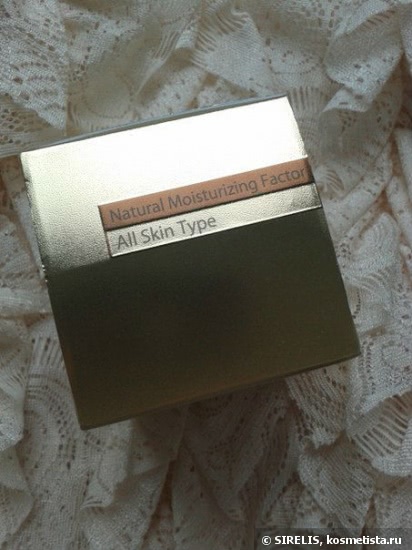 Natural Moisturizing Factor
All Skin Type
© SIRELIS, kosmetista.ru